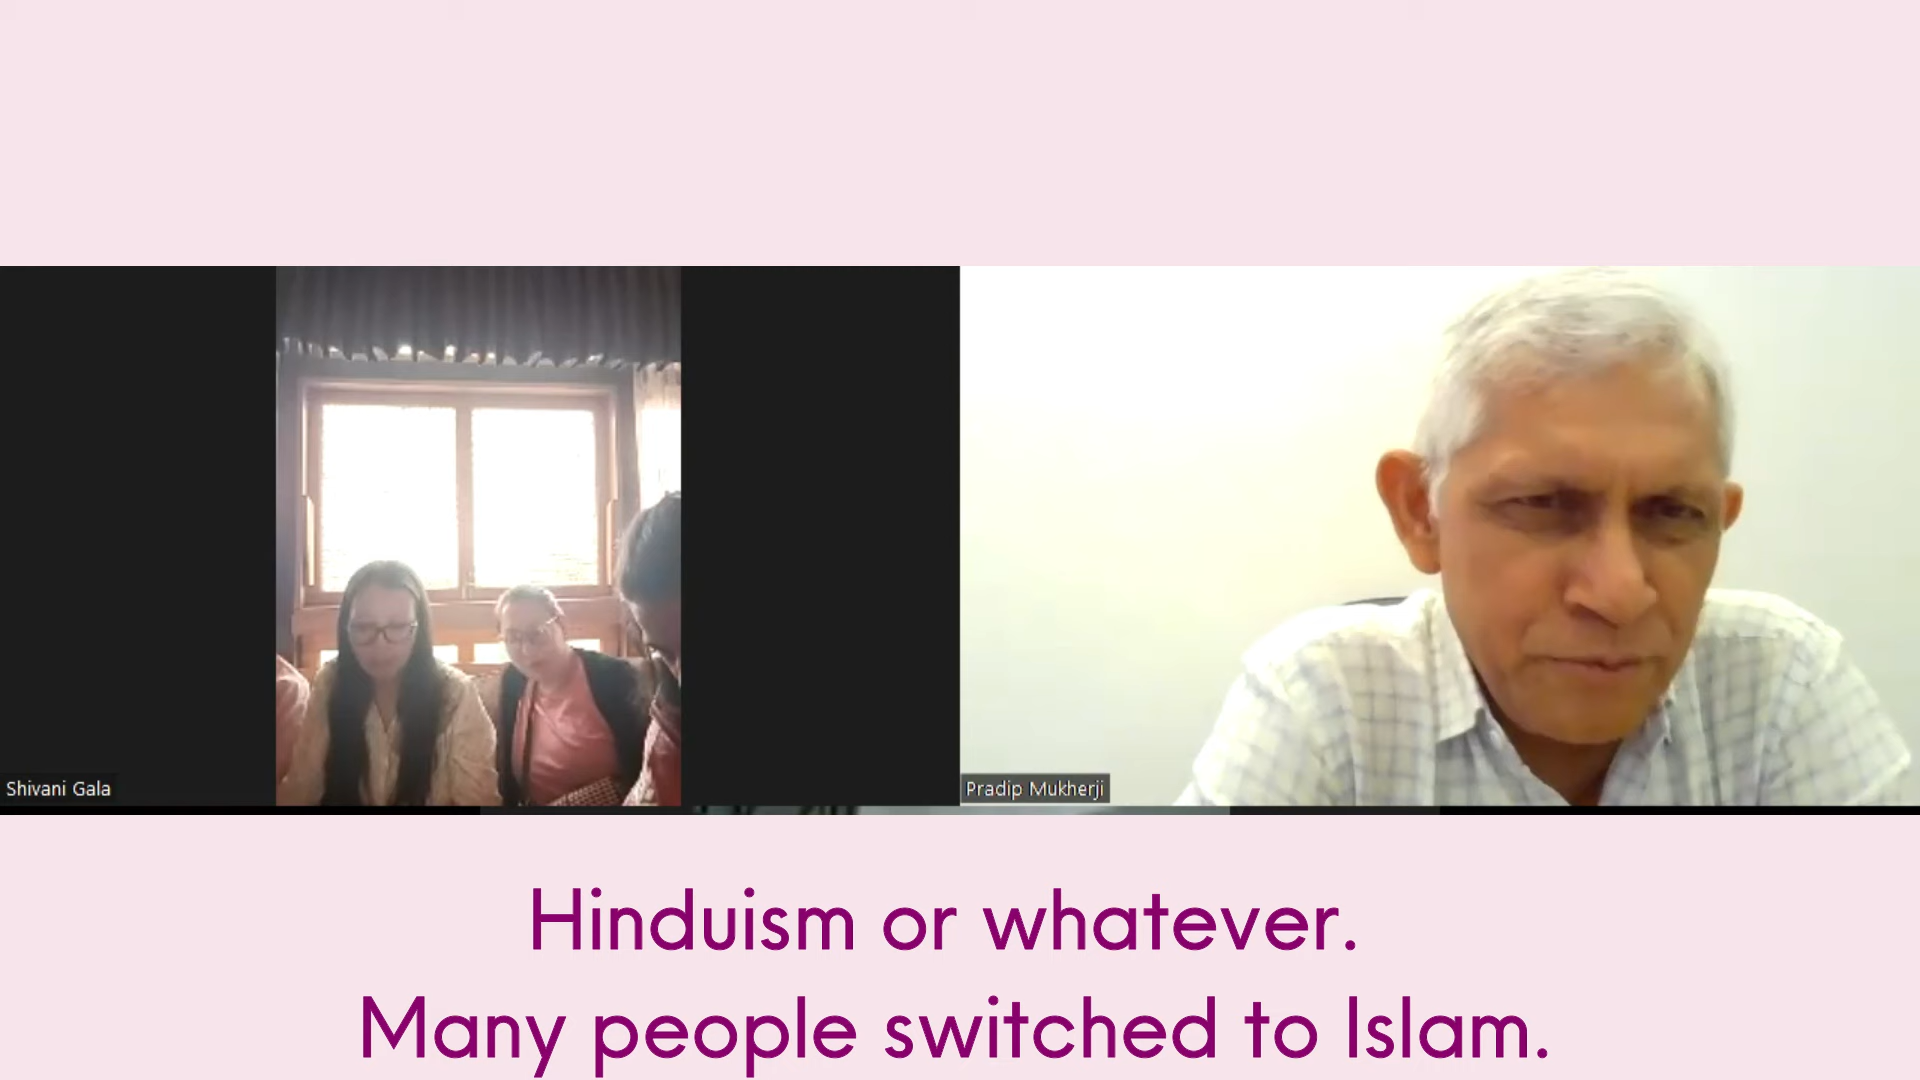 Shivani Gala
Pradip Mukherji
Hinduism or whatever.
Many people switched to Islam.